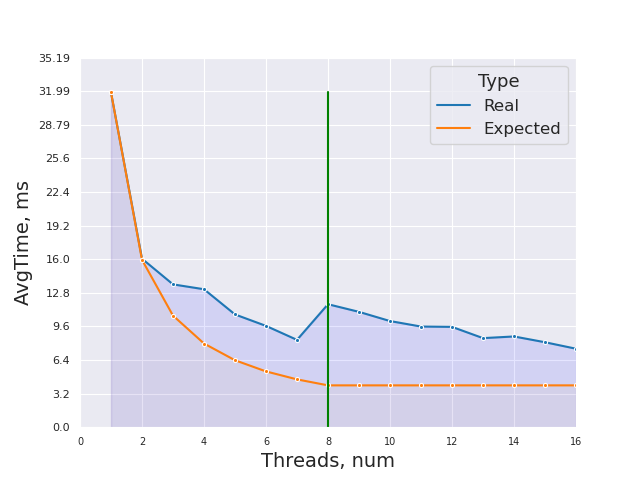 35.19
31.99
28.79
25.6
22.4
19.2
16.0
12.8
9.6
6.4
3.2
0.0
AvgTime, ms
Type
Real
Expected
0 2 4 6 8 10 12 14 16
Threads, num